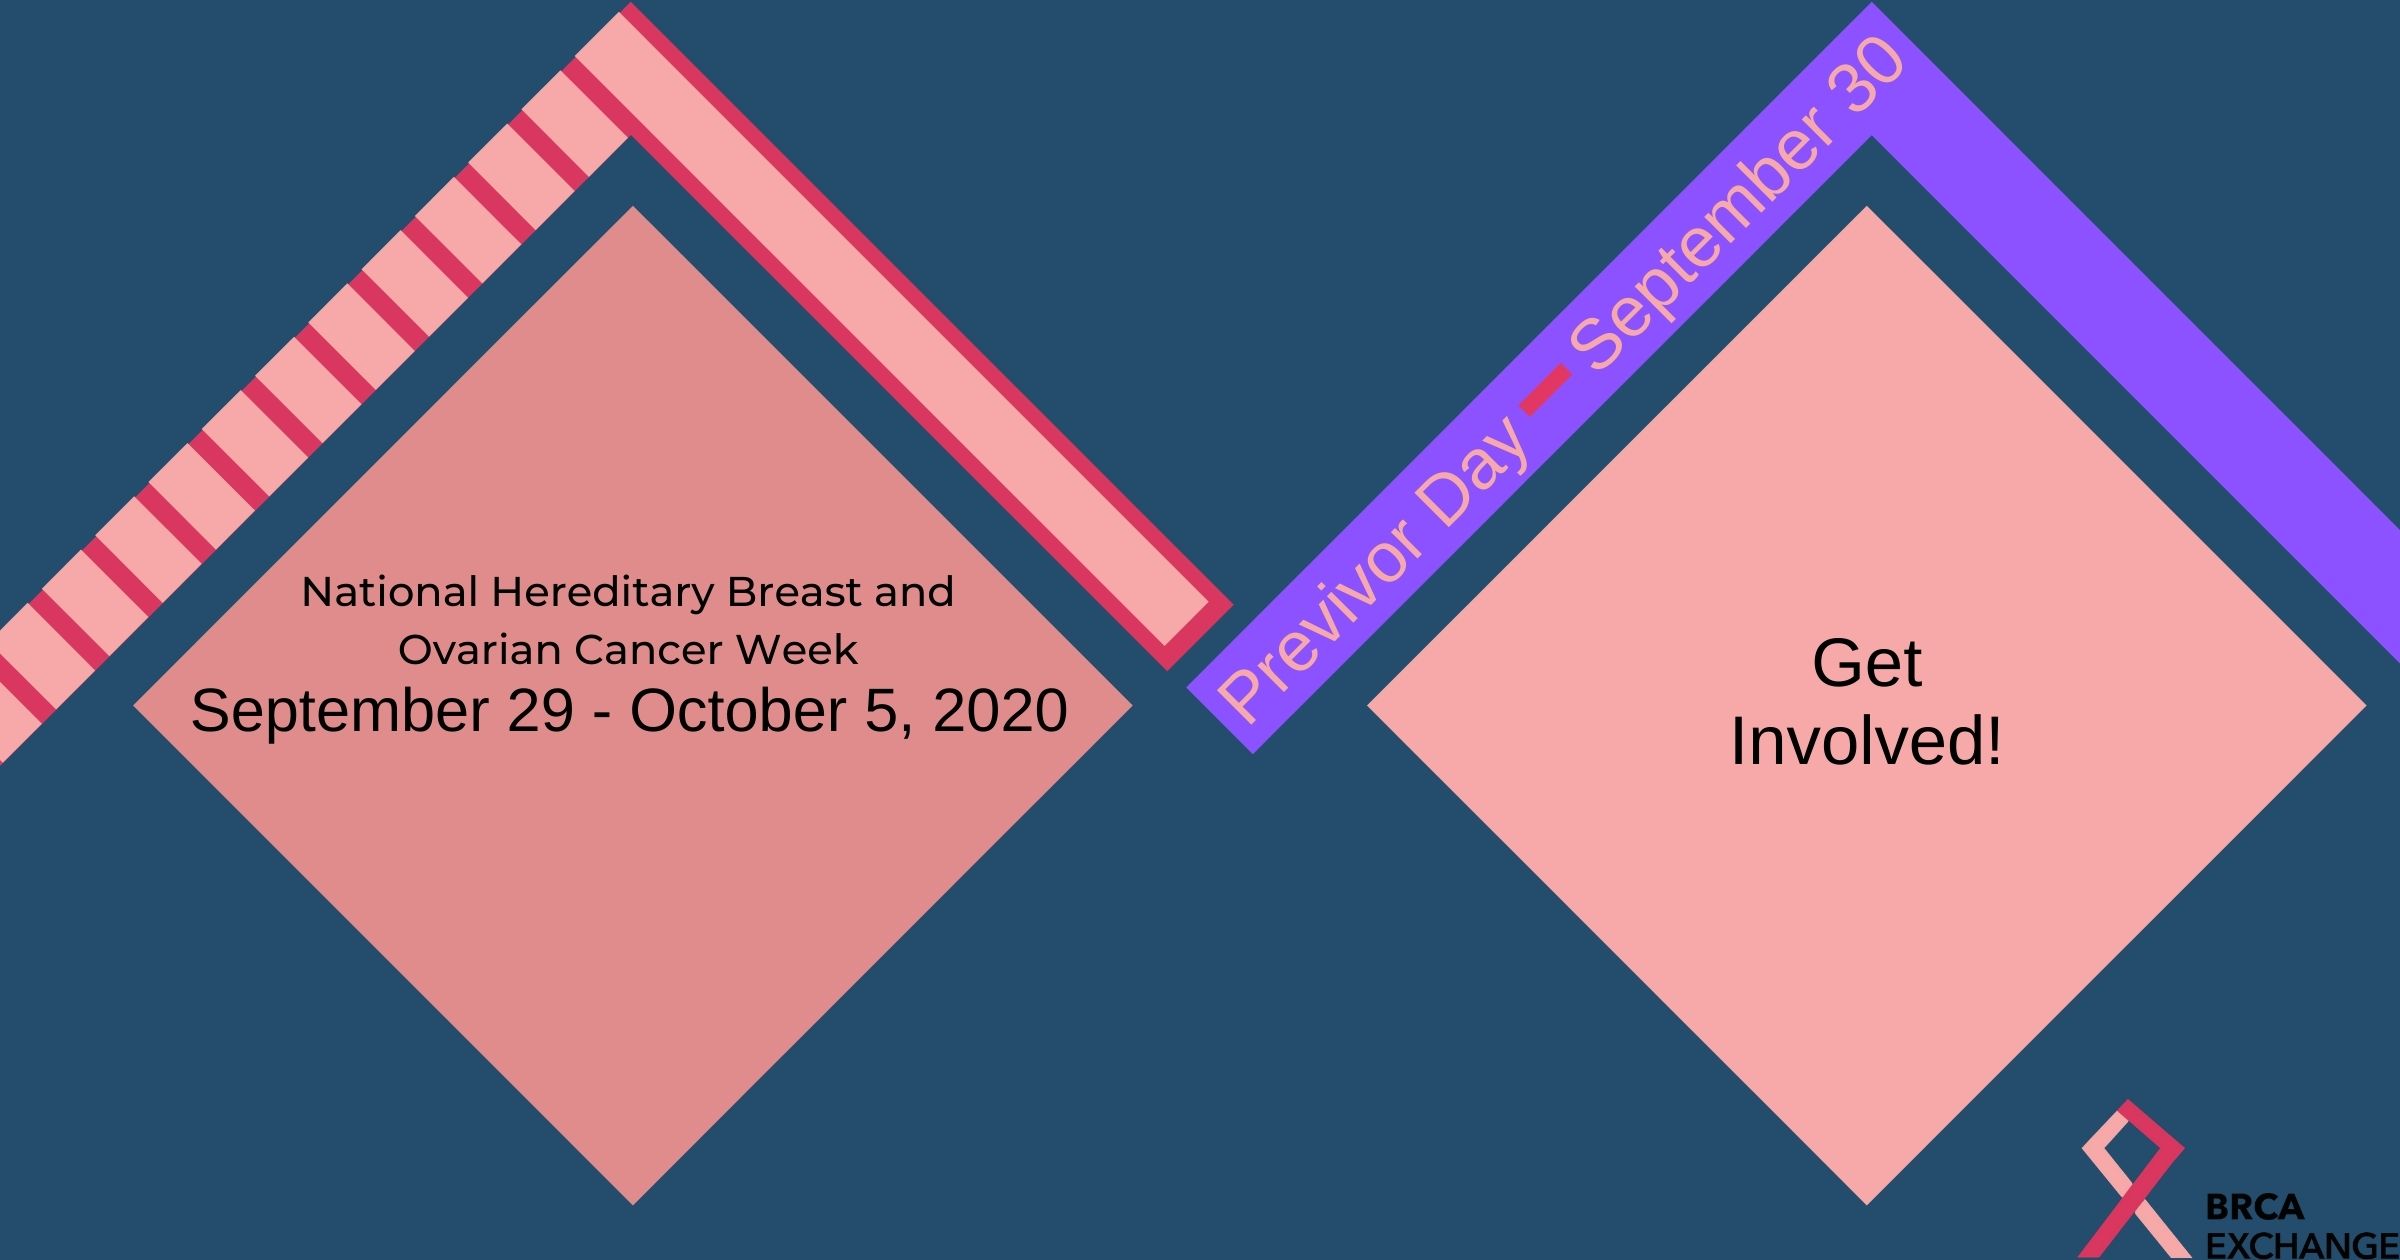 National Hereditary Breast and
Ovarian Cancer Week
September 29 - October 5, 2020
Previvor Day - September 30
Get
Involved!
BRCA
EXCHANGE